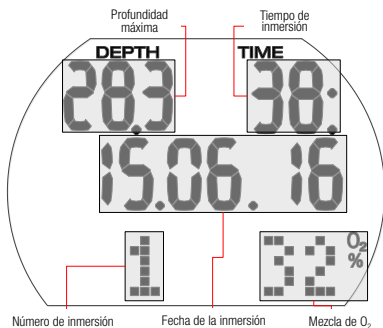 Profundidad máxima
Tiempo de inmersión
DEPTH TIME
28.3 38:
15.06.16
1 32 O₂ %
Número de inmersión Fecha de la inmersión Mezcla de O₂